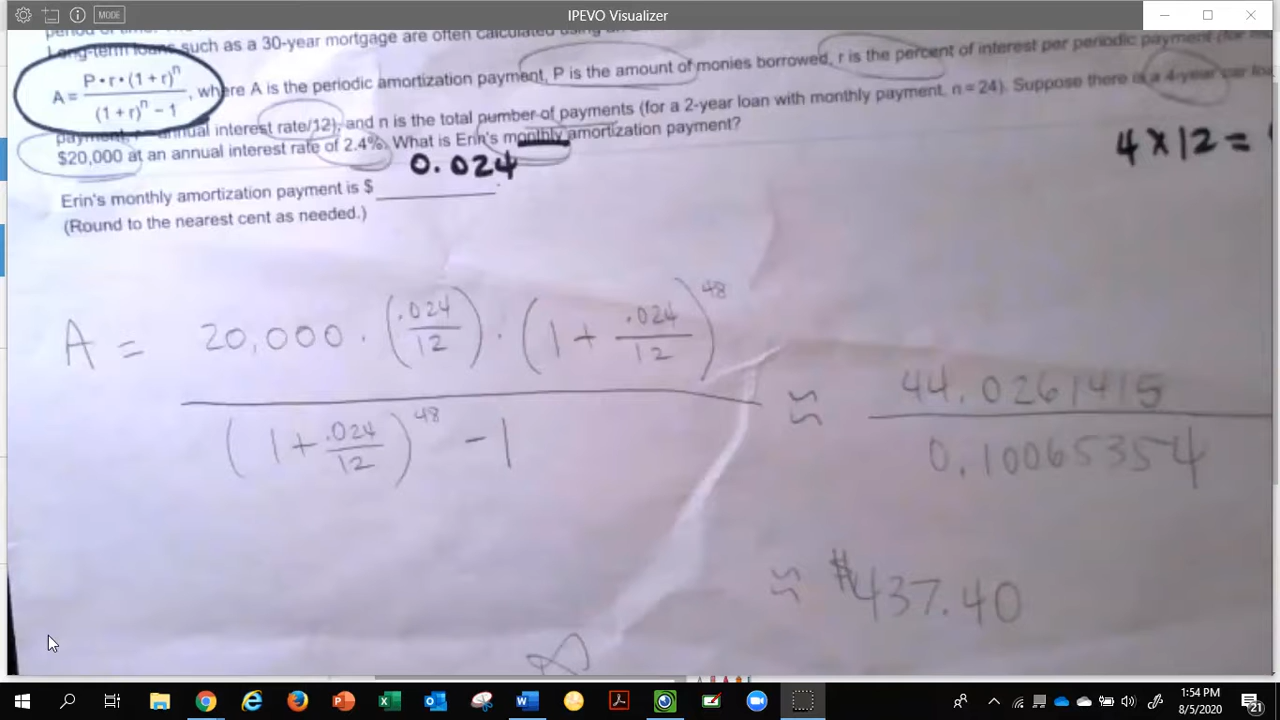 IPEVO Visualizer
MODE
Long-term loans such as a 30-year mortgage are often calculated using an
A = P • r • (1 + r)^n / (1 + r)^n − 1, where A is the periodic amortization payment, P is the amount of monies borrowed, r is the percent of interest per periodic payment (for
payment, r = annual interest rate/12), and n is the total number of payments (for a 2-year loan with monthly payment, n = 24). Suppose there is a 4-year car
$20,000 at an annual interest rate of 2.4%. What is Erin's monthly amortization payment?
0.024
4 X 12 =
Erin's monthly amortization payment is $
(Round to the nearest cent as needed.)
A = 20,000 · (.024/12) · (1 + .024/12)^48 / (1 + .024/12)^48 − 1 ≈ 44.0261415 / 0.10065354
≈ $437.40
1:54 PM
8/5/2020
21